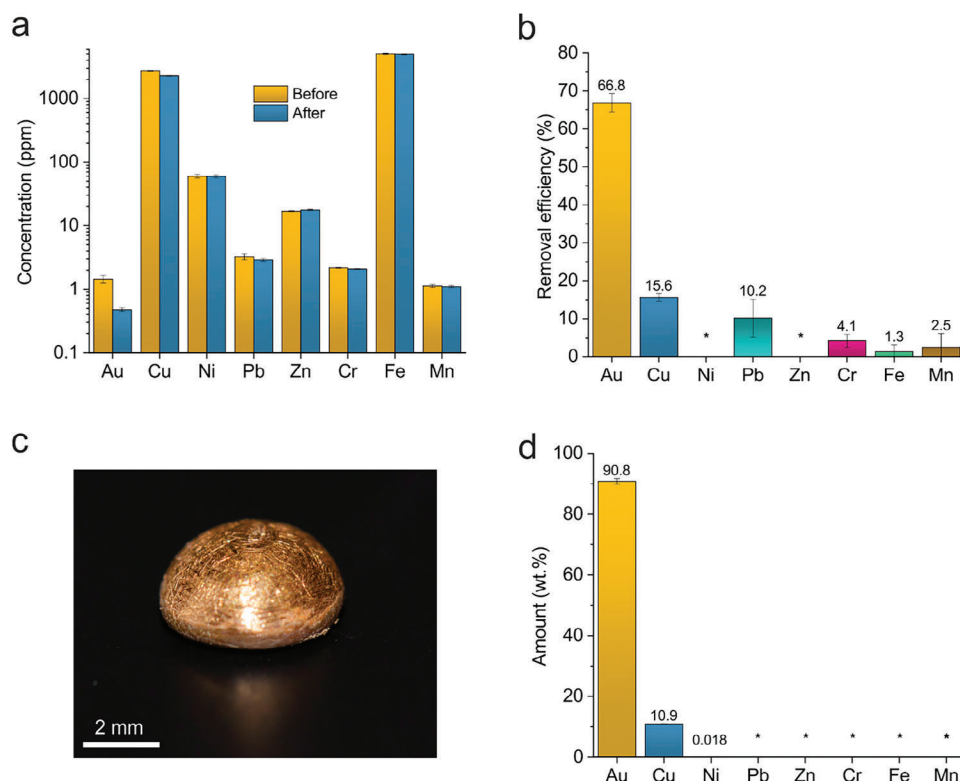 a
Concentration (ppm)
1000
100
10
1
0.1
Before
After
Au Cu Ni Pb Zn Cr Fe Mn
b
Removal efficiency (%)
80
70
60
50
40
30
20
10
0
66.8
15.6
*
10.2
*
4.1
1.3
2.5
Au Cu Ni Pb Zn Cr Fe Mn
c
2 mm
d
Amount (wt.%)
100
80
60
40
20
0
90.8
10.9
0.018
* * * * *
Au Cu Ni Pb Zn Cr Fe Mn